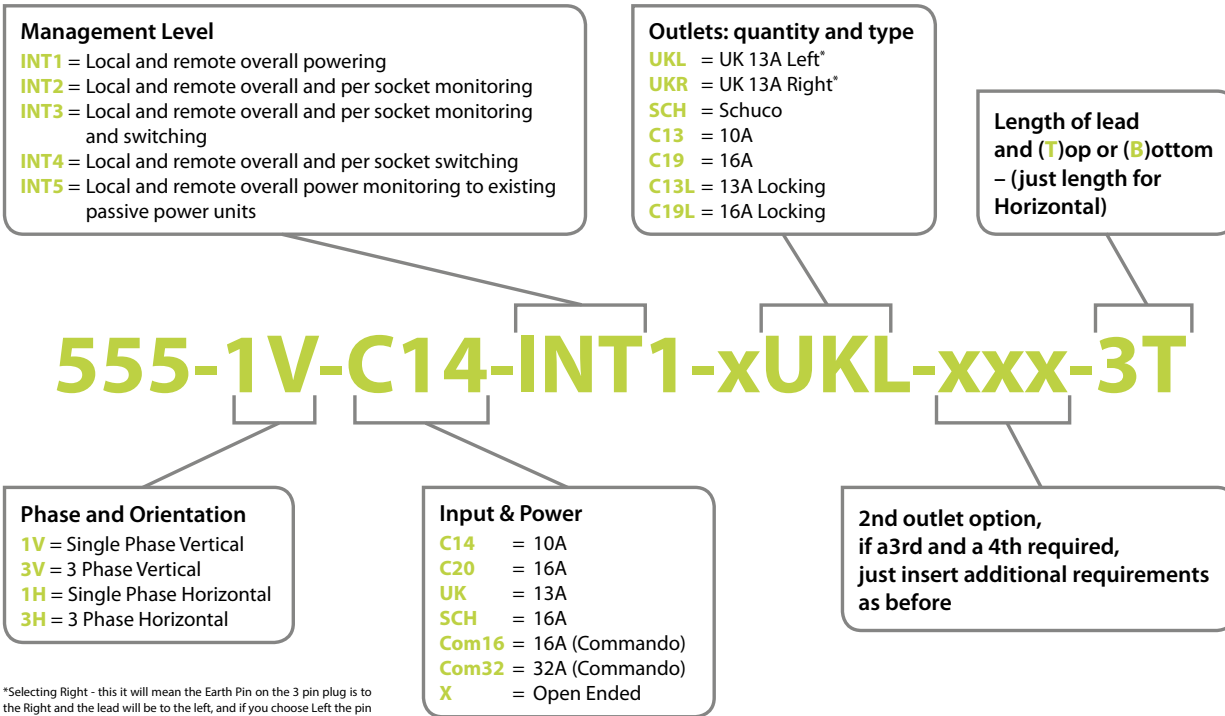 Management Level
INT1 = Local and remote overall powering
INT2 = Local and remote overall and per socket monitoring
INT3 = Local and remote overall and per socket monitoring
and switching
INT4 = Local and remote overall and per socket switching
INT5 = Local and remote overall power monitoring to existing
passive power units
Outlets: quantity and type
UKL = UK 13A Left*
UKR = UK 13A Right*
SCH = Schuco
C13 = 10A
C19 = 16A
C13L = 13A Locking
C19L = 16A Locking
Length of lead
and (T)op or (B)ottom
– (just length for
Horizontal)
555-1V-C14-INT1-xUKL-xxx-3T
Phase and Orientation
1V = Single Phase Vertical
3V = 3 Phase Vertical
1H = Single Phase Horizontal
3H = 3 Phase Horizontal
Input & Power
C14 = 10A
C20 = 16A
UK = 13A
SCH = 16A
Com16 = 16A (Commando)
Com32 = 32A (Commando)
X = Open Ended
2nd outlet option,
if a3rd and a 4th required,
just insert additional requirements
as before
*Selecting Right - this it will mean the Earth Pin on the 3 pin plug is to
the Right and the lead will be to the left, and if you choose Left the pin